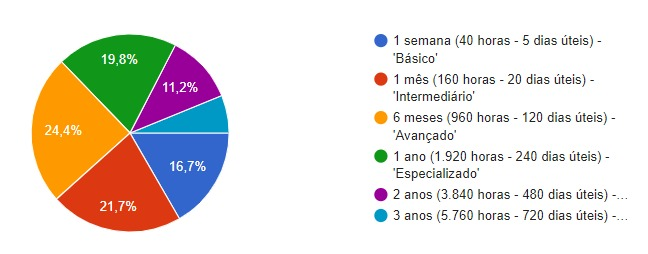 19,8%
11,2%
24,4%
16,7%
21,7%
1 semana (40 horas - 5 dias úteis) -
'Básico'
1 mês (160 horas - 20 dias úteis) -
'Intermediário'
6 meses (960 horas - 120 dias úteis) -
'Avançado'
1 ano (1.920 horas - 240 dias úteis) -
'Especializado'
2 anos (3.840 horas - 480 dias úteis) -...
3 anos (5.760 horas - 720 dias úteis) -...